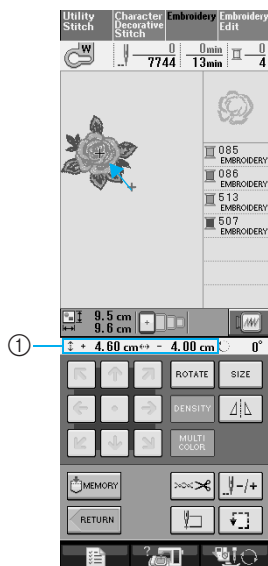 Utility Stitch
Character Decorative Stitch
Embroidery
Embroidery Edit
W
0
7744
0min
13min
0
4
085
EMBROIDERY
086
EMBROIDERY
513
EMBROIDERY
507
EMBROIDERY
9.5 cm
9.6 cm
① + 4.60 cm - 4.00 cm 0°
ROTATE
SIZE
DENSITY
MULTI COLOR
MEMORY
-/+
RETURN